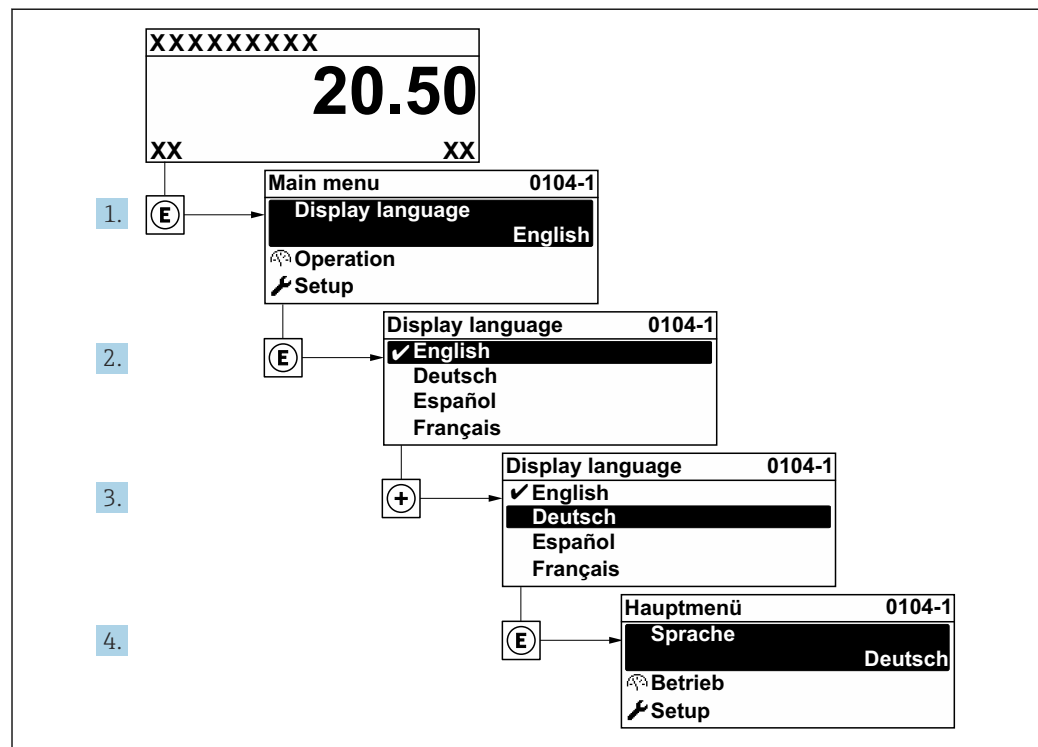 XXXXXXXXX
20.50
XX XX
1. E
Main menu 0104-1
Display language
English
Operation
Setup
2. E
Display language 0104-1
✔ English
Deutsch
Español
Français
3. +
Display language 0104-1
✔ English
Deutsch
Español
Français
4. E
Hauptmenü 0104-1
Sprache
Deutsch
Betrieb
Setup